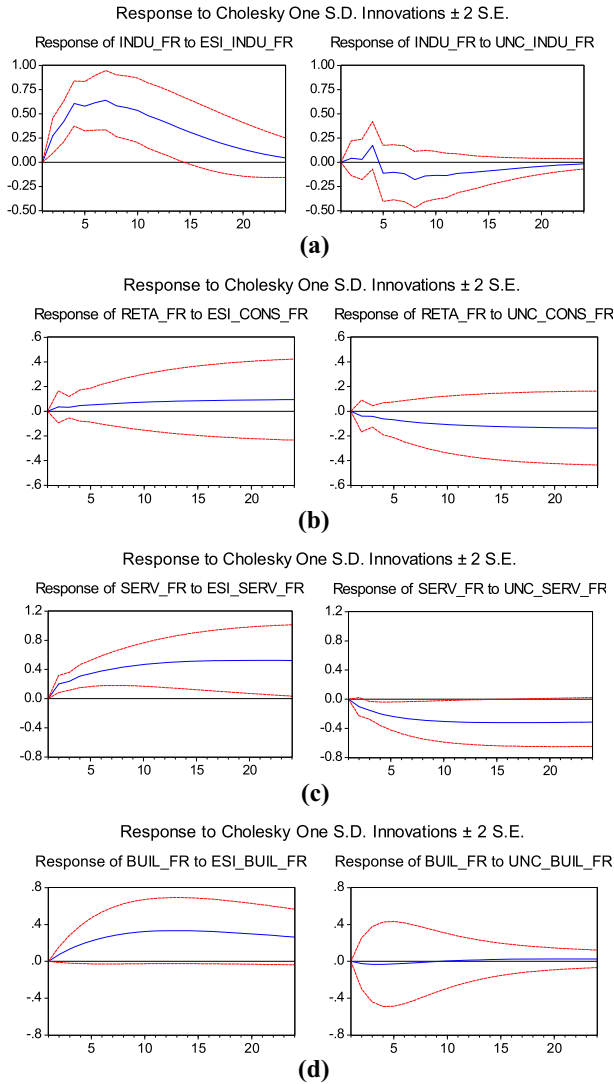 Response to Cholesky One S.D. Innovations ± 2 S.E.
(a)
Response of INDU_FR to ESI_INDU_FR
Response of INDU_FR to UNC_INDU_FR
1.00
0.75
0.50
0.25
0.00
-0.25
-0.50
5 10 15 20
1.00
0.75
0.50
0.25
0.00
-0.25
-0.50
5 10 15 20
(a)
Response to Cholesky One S.D. Innovations ± 2 S.E.
Response of RETA_FR to ESI_CONS_FR
Response of RETA_FR to UNC_CONS_FR
.6
.4
.2
.0
-.2
-.4
-.6
5 10 15 20
.6
.4
.2
.0
-.2
-.4
-.6
5 10 15 20
(b)
Response to Cholesky One S.D. Innovations ± 2 S.E.
Response of SERV_FR to ESI_SERV_FR
Response of SERV_FR to UNC_SERV_FR
1.2
0.8
0.4
0.0
-0.4
-0.8
5 10 15 20
1.2
0.8
0.4
0.0
-0.4
-0.8
5 10 15 20
(c)
Response to Cholesky One S.D. Innovations ± 2 S.E.
Response of BUIL_FR to ESI_BUIL_FR
Response of BUIL_FR to UNC_BUIL_FR
.8
.4
.0
-.4
-.8
5 10 15 20
.8
.4
.0
-.4
-.8
5 10 15 20
(d)